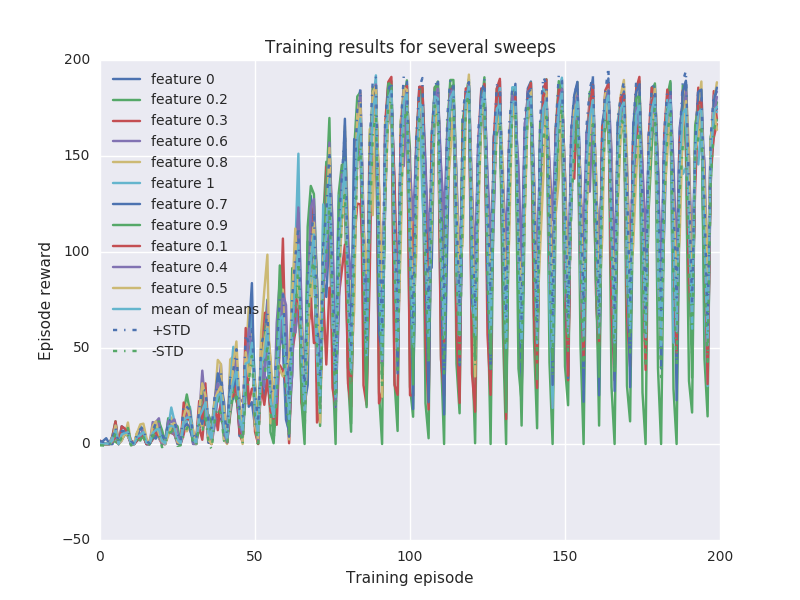 Training results for several sweeps
200
150
100
50
0
−50
Episode reward
feature 0
feature 0.2
feature 0.3
feature 0.6
feature 0.8
feature 1
feature 0.7
feature 0.9
feature 0.1
feature 0.4
feature 0.5
mean of means
+STD
-STD
0 50 100 150 200
Training episode